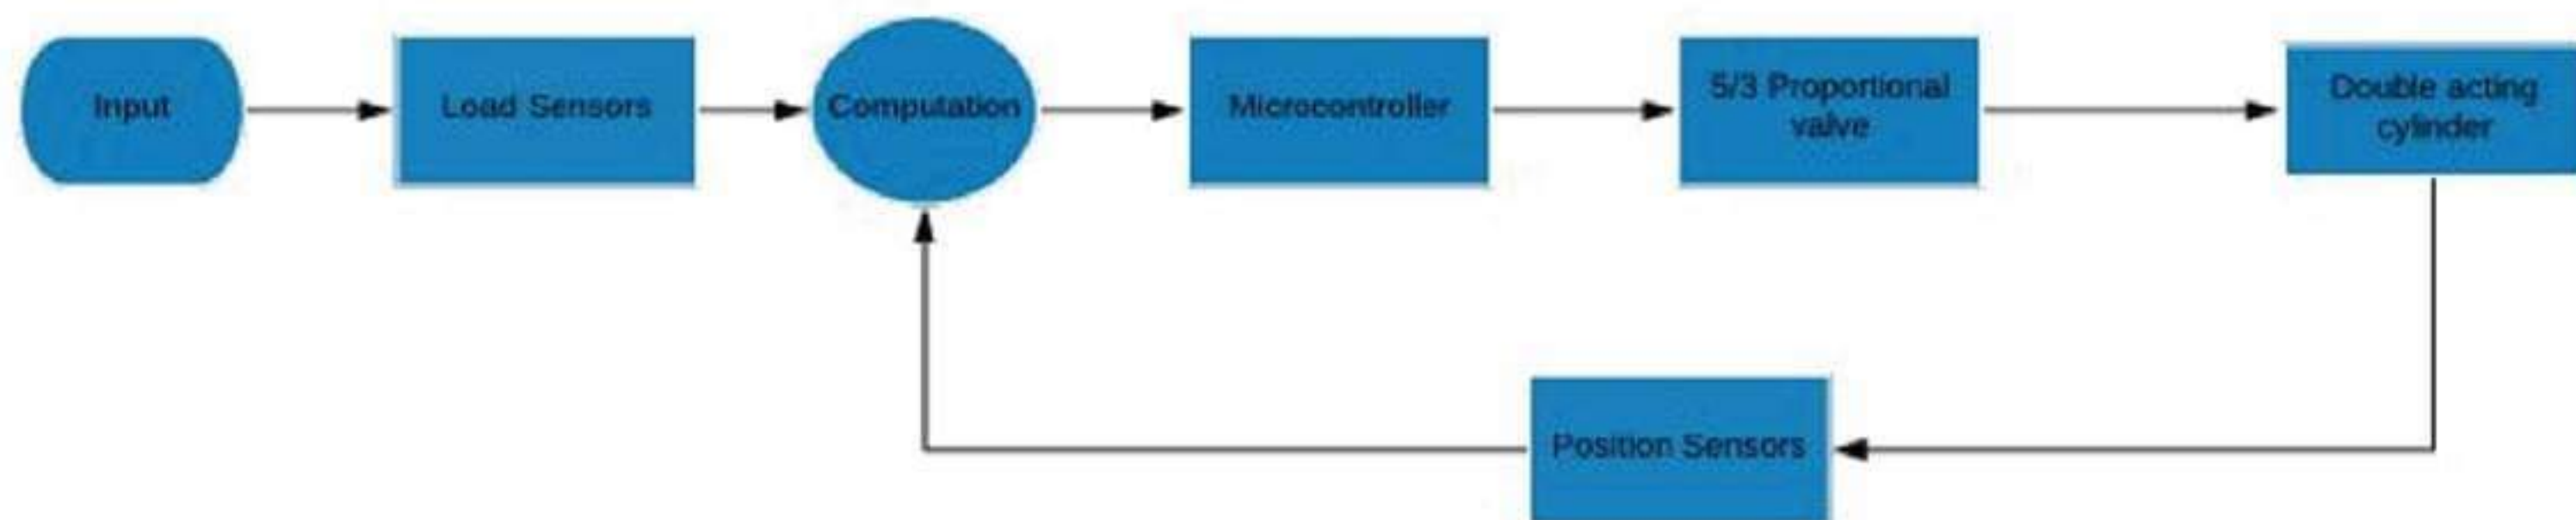 Input
Load Sensors
Computation
Microcontroller
5/3 Proportional
valve
Double acting
cylinder
Position Sensors